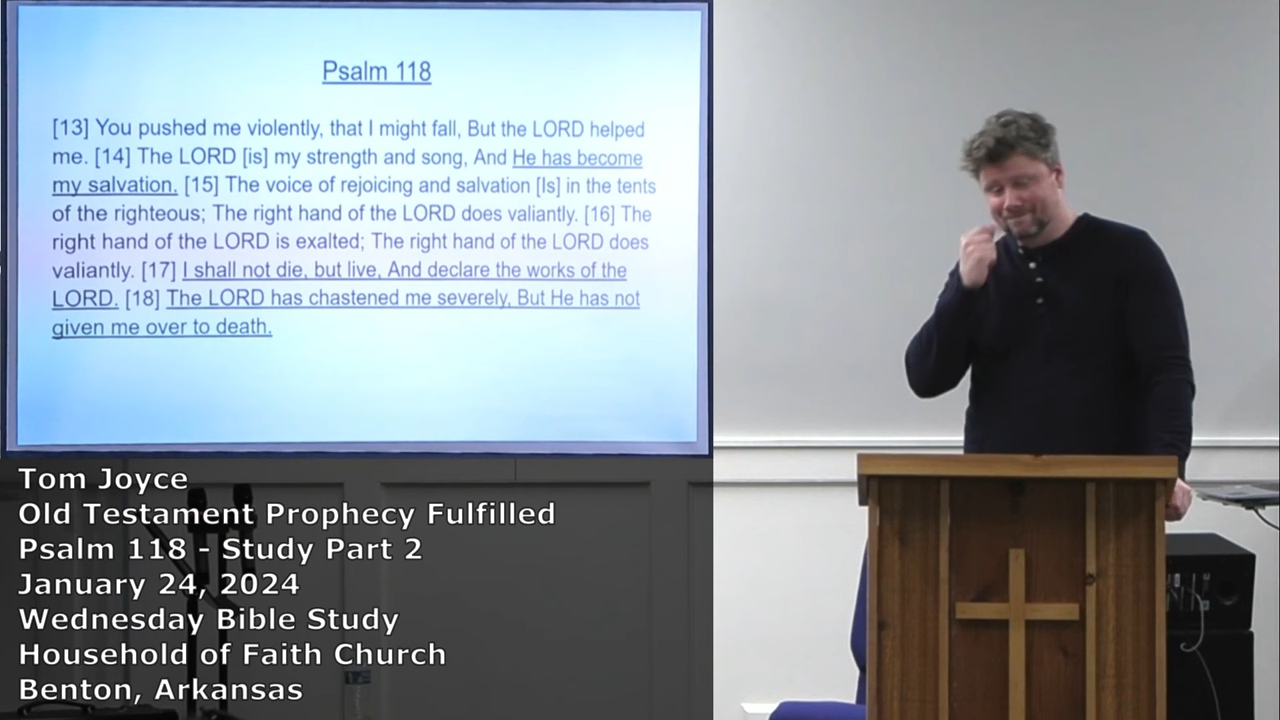 Psalm 118
[13] You pushed me violently, that I might fall, But the LORD helped
me. [14] The LORD [is] my strength and song, And He has become
my salvation. [15] The voice of rejoicing and salvation [Is] in the tents
of the righteous; The right hand of the LORD does valiantly. [16] The
right hand of the LORD is exalted; The right hand of the LORD does
valiantly. [17] I shall not die, but live, And declare the works of the
LORD. [18] The LORD has chastened me severely, But He has not
given me over to death.
Tom Joyce
Old Testament Prophecy Fulfilled
Psalm 118 - Study Part 2
January 24, 2024
Wednesday Bible Study
Household of Faith Church
Benton, Arkansas